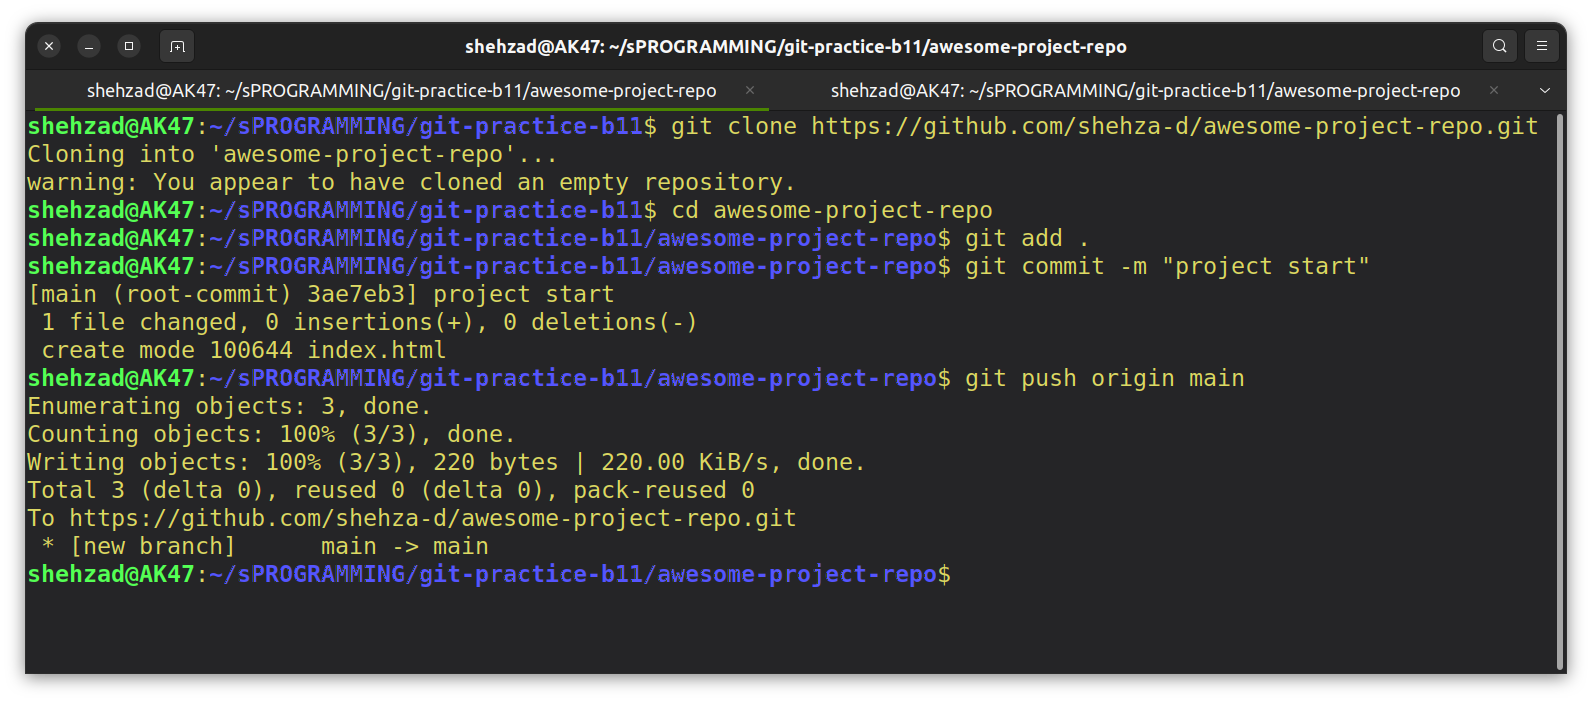 shehzad@AK47: ~/sPROGRAMMING/git-practice-b11/awesome-project-repo
shehzad@AK47: ~/sPROGRAMMING/git-practice-b11/awesome-project-repo
shehzad@AK47: ~/sPROGRAMMING/git-practice-b11/awesome-project-repo
shehzad@AK47:~/sPROGRAMMING/git-practice-b11$ git clone https://github.com/shehza-d/awesome-project-repo.git
Cloning into 'awesome-project-repo'...
warning: You appear to have cloned an empty repository.
shehzad@AK47:~/sPROGRAMMING/git-practice-b11$ cd awesome-project-repo
shehzad@AK47:~/sPROGRAMMING/git-practice-b11/awesome-project-repo$ git add .
shehzad@AK47:~/sPROGRAMMING/git-practice-b11/awesome-project-repo$ git commit -m "project start"
[main (root-commit) 3ae7eb3] project start
 1 file changed, 0 insertions(+), 0 deletions(-)
 create mode 100644 index.html
shehzad@AK47:~/sPROGRAMMING/git-practice-b11/awesome-project-repo$ git push origin main
Enumerating objects: 3, done.
Counting objects: 100% (3/3), done.
Writing objects: 100% (3/3), 220 bytes | 220.00 KiB/s, done.
Total 3 (delta 0), reused 0 (delta 0), pack-reused 0
To https://github.com/shehza-d/awesome-project-repo.git
 * [new branch]      main -> main
shehzad@AK47:~/sPROGRAMMING/git-practice-b11/awesome-project-repo$